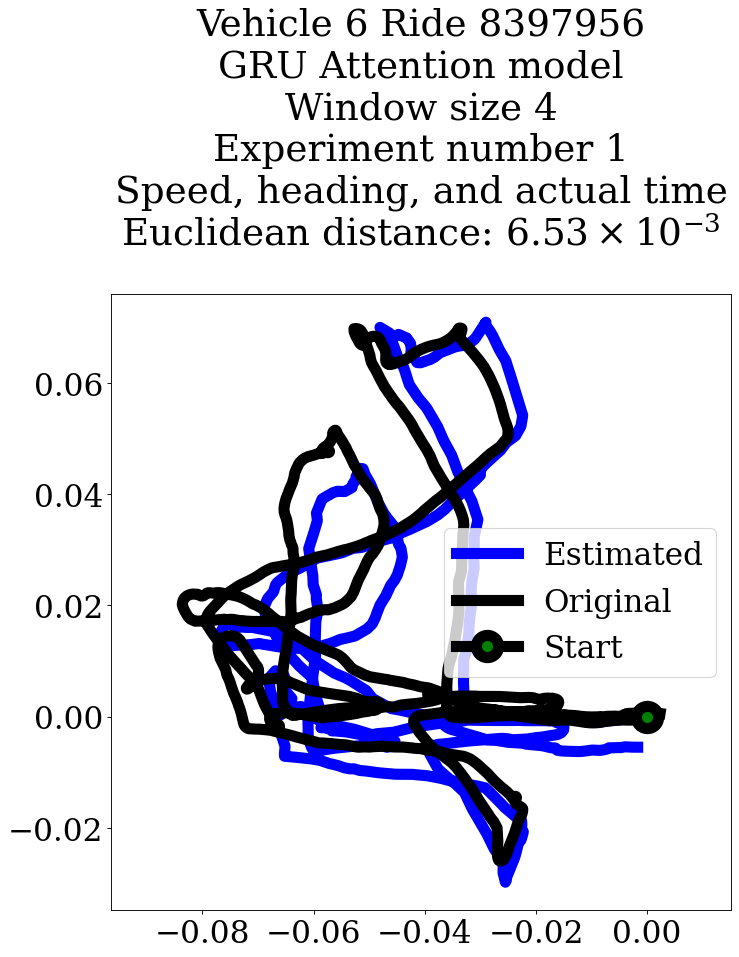 Vehicle 6 Ride 8397956
GRU Attention model
Window size 4
Experiment number 1
Speed, heading, and actual time
Euclidean distance: 6.53 × 10⁻³
0.06
0.04
0.02
0.00
−0.02
Estimated
Original
Start
−0.08 −0.06 −0.04 −0.02 0.00